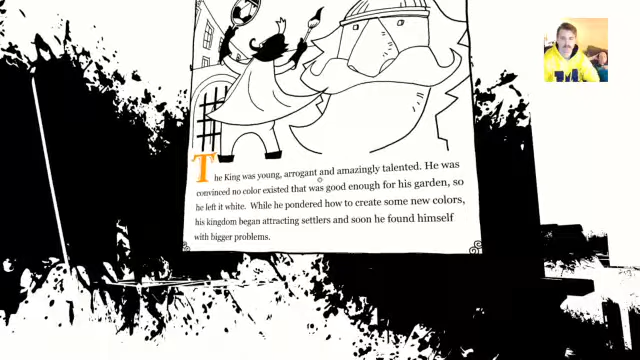 The King was young, arrogant and amazingly talented. He was
convinced no color existed that was good enough for his garden, so
he left it white. While he pondered how to create some new colors,
his kingdom began attracting settlers and soon he found himself
with bigger problems.